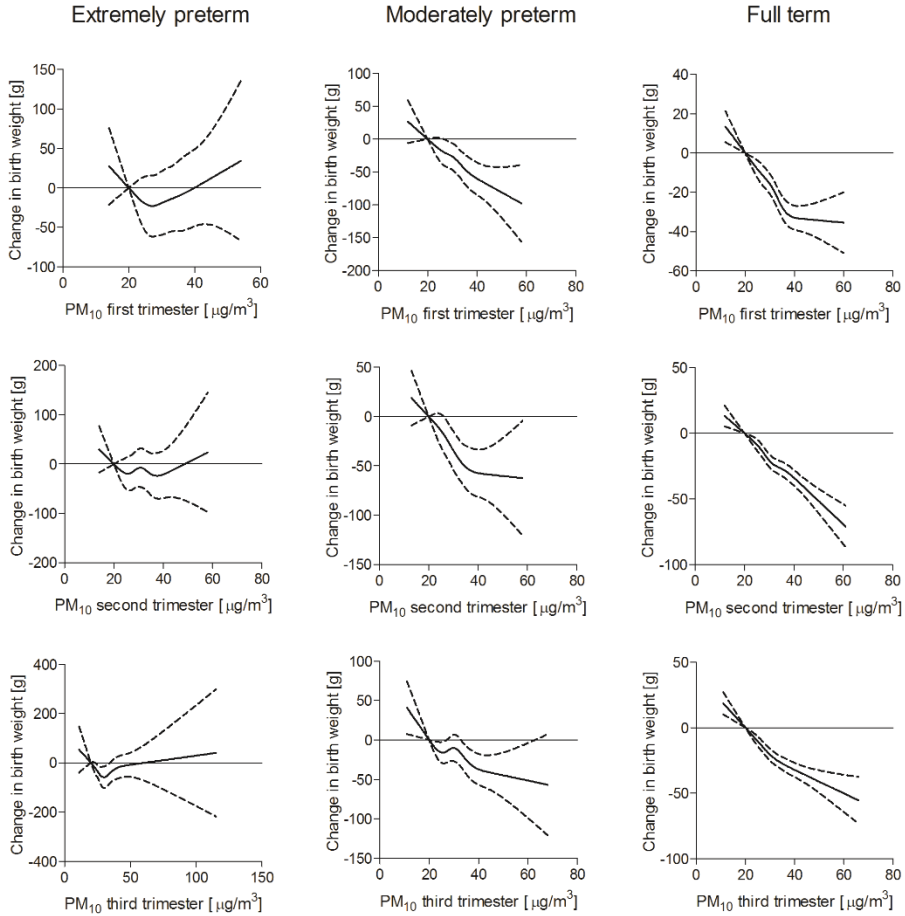 Extremely preterm
Moderately preterm
Full term
Change in birth weight [g]
150
100
50
0
-50
-100
0 20 40 60
PM10 first trimester [ μg/m3]
Change in birth weight [g]
100
50
0
-50
-100
-150
-200
0 20 40 60 80
PM10 first trimester [ μg/m3]
Change in birth weight [g]
40
20
0
-20
-40
-60
0 20 40 60 80
PM10 first trimester [ μg/m3]
Change in birth weight [g]
200
100
0
-100
-200
0 20 40 60 80
PM10 second trimester [ μg/m3]
Change in birth weight [g]
50
0
-50
-100
-150
0 20 40 60 80
PM10 second trimester [ μg/m3]
Change in birth weight [g]
50
0
-50
-100
0 20 40 60 80
PM10 second trimester [ μg/m3]
Change in birth weight [g]
400
200
0
-200
-400
0 50 100 150
PM10 third trimester [ μg/m3]
Change in birth weight [g]
100
50
0
-50
-100
-150
0 20 40 60 80
PM10 third trimester [ μg/m3]
Change in birth weight [g]
50
0
-50
-100
0 20 40 60 80
PM10 third trimester [ μg/m3]